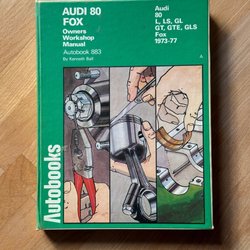 AUDI 80
FOX
Owners
Workshop
Manual
Autobook 883
By Kenneth Ball
Audi
80
L, LS, GL
GT, GTE, GLS
Fox
1973-77
A
Autobooks